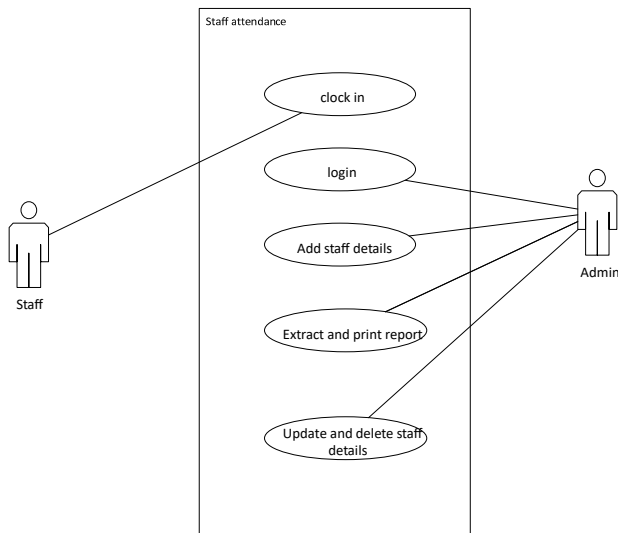 Staff attendance
clock in
login
Add staff details
Staff
Admin
Extract and print report
Update and delete staff
details